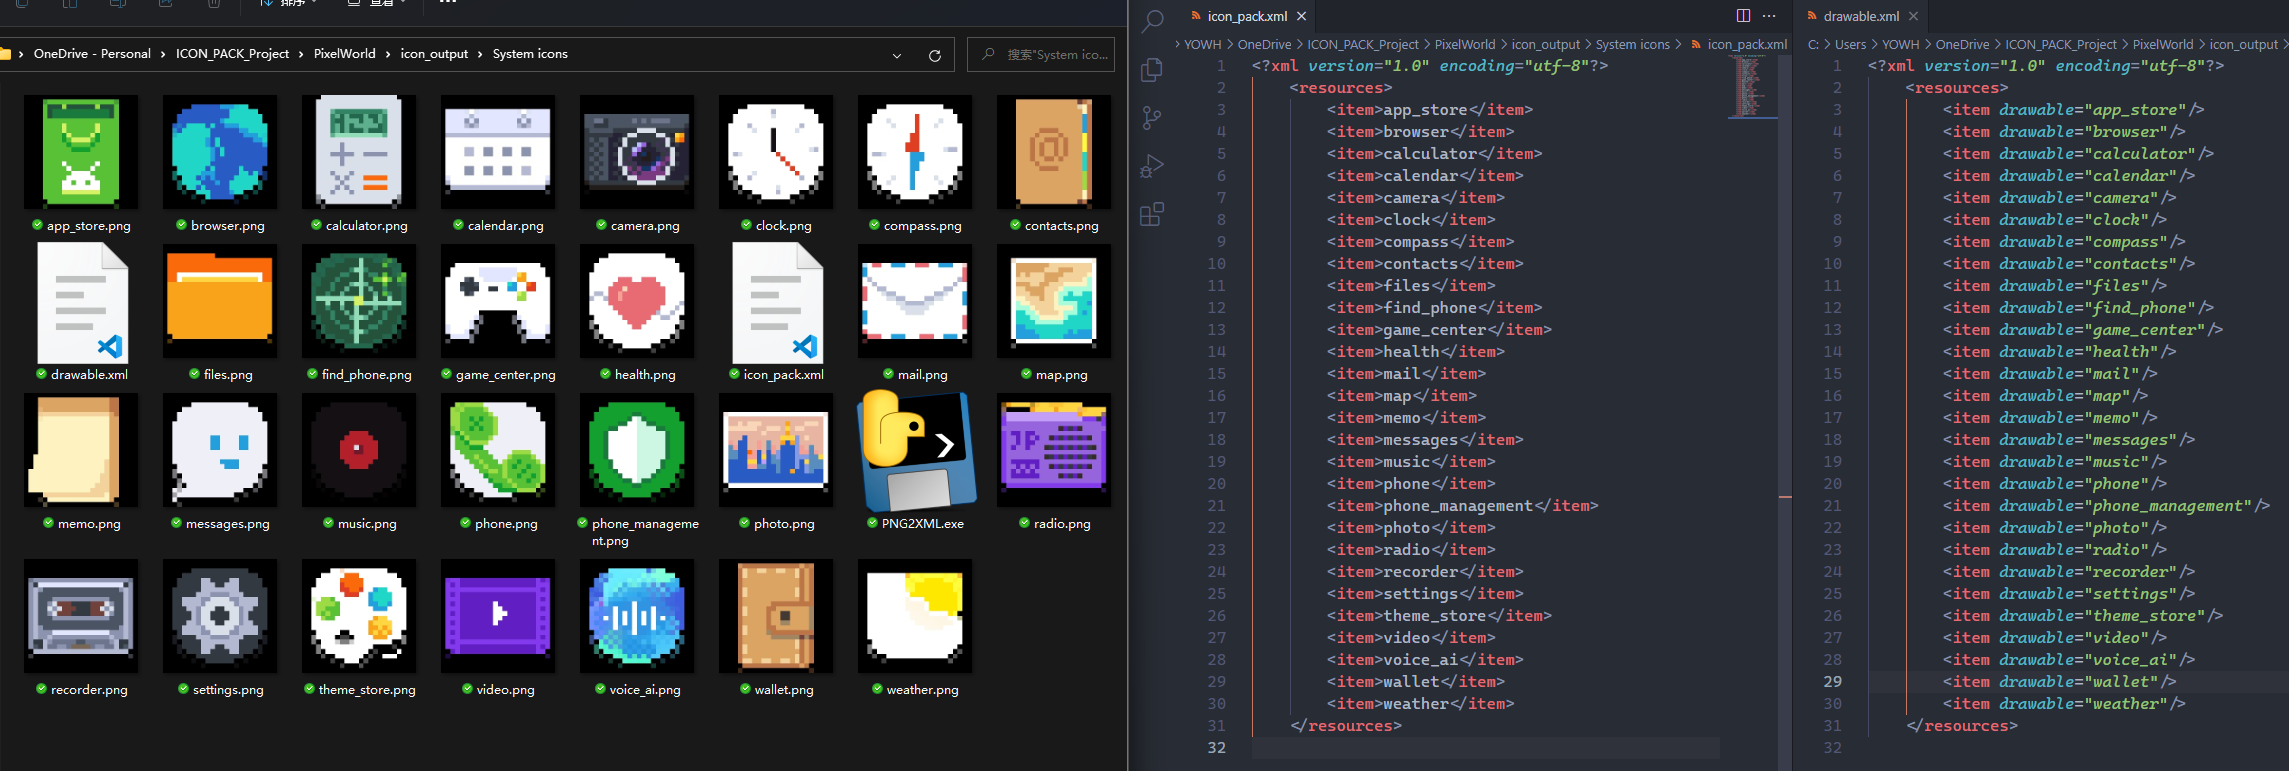 排序
查看
OneDrive - Personal > ICON_PACK_Project > PixelWorld > icon_output > System icons
搜索"System ico...
app_store.png
browser.png
calculator.png
calendar.png
camera.png
clock.png
compass.png
contacts.png
drawable.xml
files.png
find_phone.png
game_center.png
health.png
icon_pack.xml
mail.png
map.png
memo.png
messages.png
music.png
phone.png
phone_manageme
nt.png
photo.png
PNG2XML.exe
radio.png
recorder.png
settings.png
theme_store.png
video.png
voice_ai.png
wallet.png
weather.png
icon_pack.xml
> YOWH > OneDrive > ICON_PACK_Project > PixelWorld > icon_output > System icons > icon_pack.xml
1 <?xml version="1.0" encoding="utf-8"?>
2 <resources>
3 <item>app_store</item>
4 <item>browser</item>
5 <item>calculator</item>
6 <item>calendar</item>
7 <item>camera</item>
8 <item>clock</item>
9 <item>compass</item>
10 <item>contacts</item>
11 <item>files</item>
12 <item>find_phone</item>
13 <item>game_center</item>
14 <item>health</item>
15 <item>mail</item>
16 <item>map</item>
17 <item>memo</item>
18 <item>messages</item>
19 <item>music</item>
20 <item>phone</item>
21 <item>phone_management</item>
22 <item>photo</item>
23 <item>radio</item>
24 <item>recorder</item>
25 <item>settings</item>
26 <item>theme_store</item>
27 <item>video</item>
28 <item>voice_ai</item>
29 <item>wallet</item>
30 <item>weather</item>
31 </resources>
32
drawable.xml
C: > Users > YOWH > OneDrive > ICON_PACK_Project > PixelWorld > icon_output >
1 <?xml version="1.0" encoding="utf-8"?>
2 <resources>
3 <item drawable="app_store"/>
4 <item drawable="browser"/>
5 <item drawable="calculator"/>
6 <item drawable="calendar"/>
7 <item drawable="camera"/>
8 <item drawable="clock"/>
9 <item drawable="compass"/>
10 <item drawable="contacts"/>
11 <item drawable="files"/>
12 <item drawable="find_phone"/>
13 <item drawable="game_center"/>
14 <item drawable="health"/>
15 <item drawable="mail"/>
16 <item drawable="map"/>
17 <item drawable="memo"/>
18 <item drawable="messages"/>
19 <item drawable="music"/>
20 <item drawable="phone"/>
21 <item drawable="phone_management"/>
22 <item drawable="photo"/>
23 <item drawable="radio"/>
24 <item drawable="recorder"/>
25 <item drawable="settings"/>
26 <item drawable="theme_store"/>
27 <item drawable="video"/>
28 <item drawable="voice_ai"/>
29 <item drawable="wallet"/>
30 <item drawable="weather"/>
31 </resources>
32